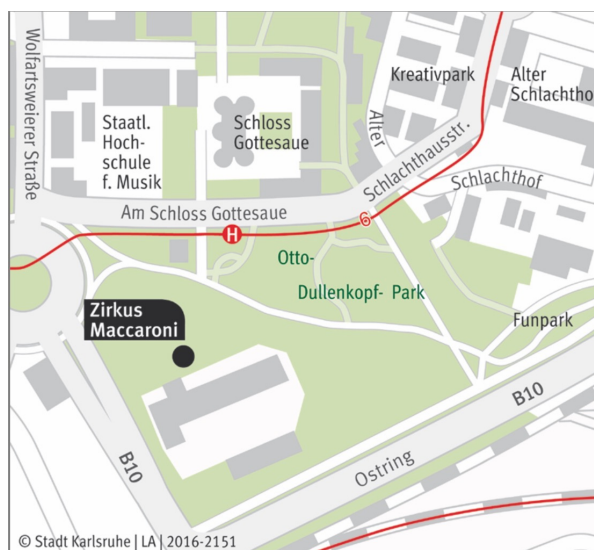 Wolfartsweierer Straße
Staatl.
Hoch-
schule
f. Musik
Schloss
Gottesaue
Kreativpark
Alter
Schlachthof
Alter
Schlachthof
Schlachthausstr.
Am Schloss Gottesaue
H
6
Otto-
Dullenkopf- Park
Zirkus
Maccaroni
Funpark
B10
B10
Ostring
© Stadt Karlsruhe | LA | 2016-2151